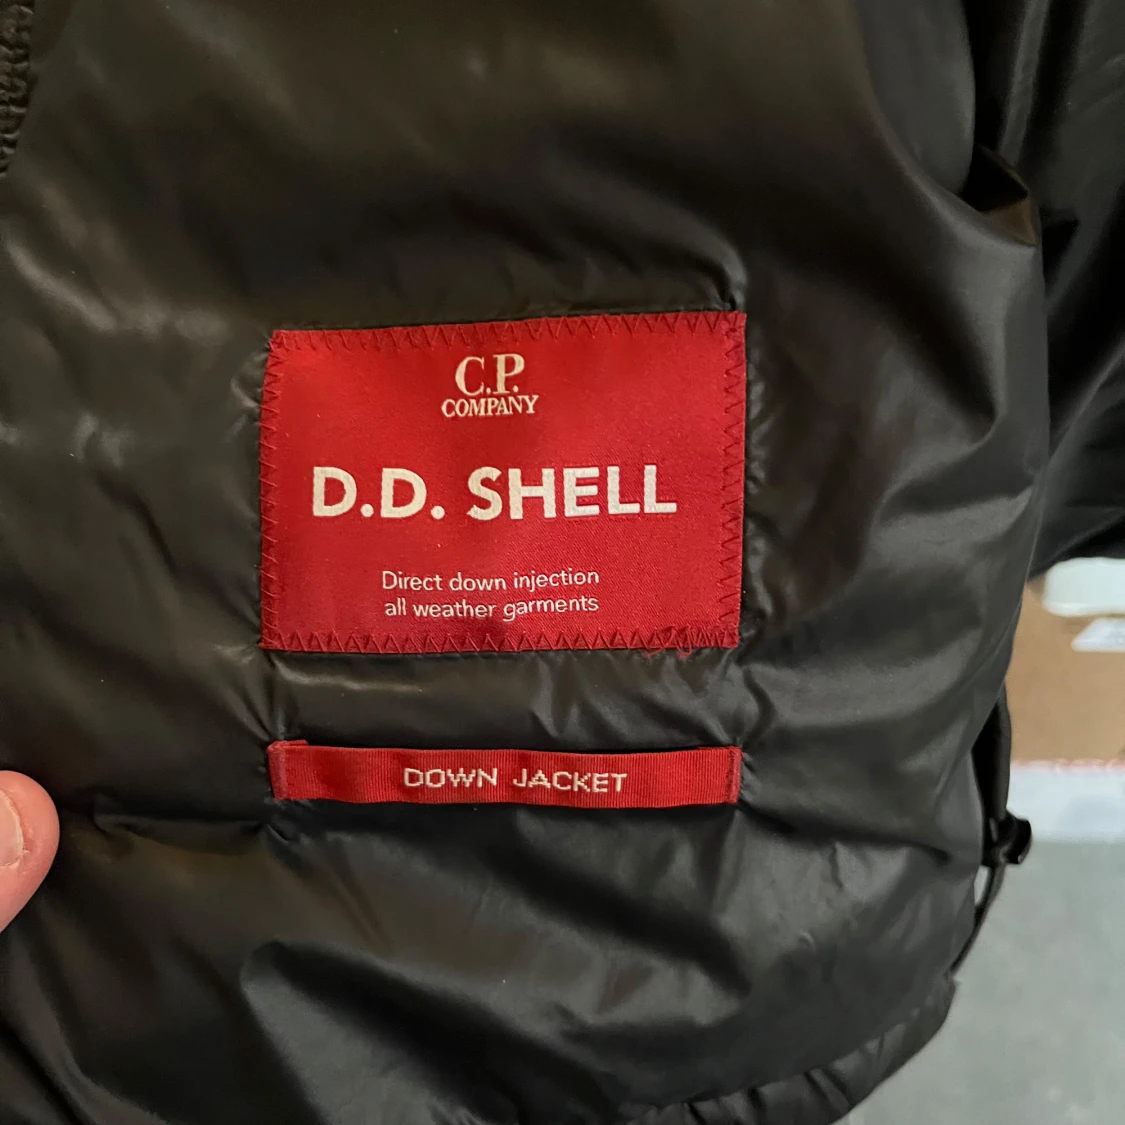 C.P.
COMPANY
D.D. SHELL
Direct down injection
all weather garments
DOWN JACKET